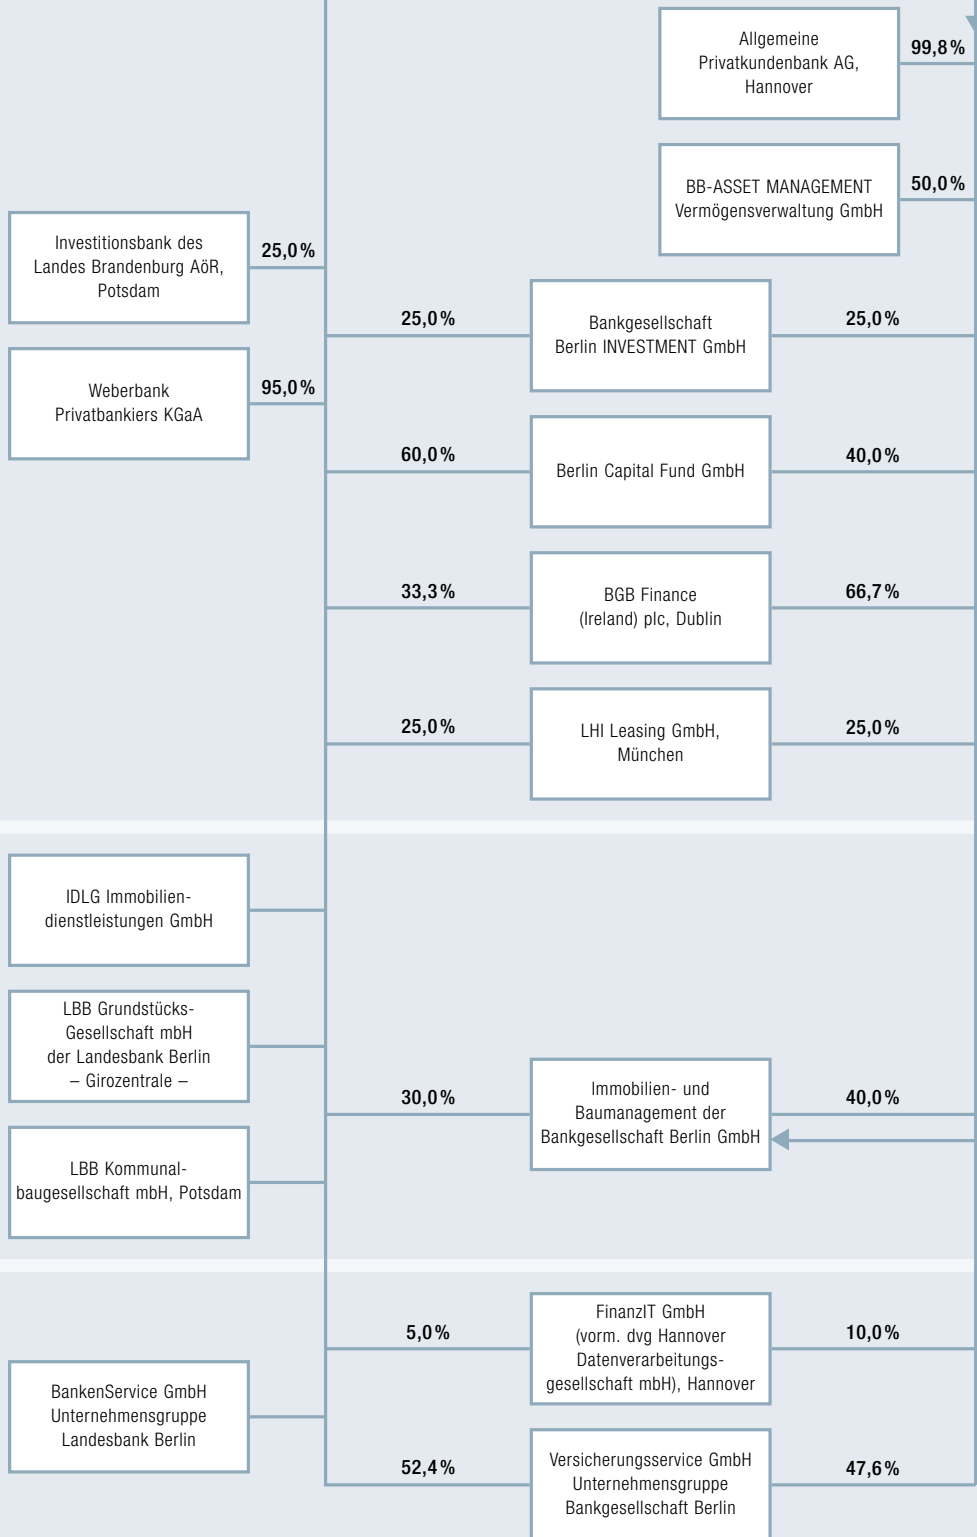 Allgemeine
Privatkundenbank AG,
Hannover
99,8 %
BB-ASSET MANAGEMENT
Vermögensverwaltung GmbH
50,0 %
Investitionsbank des
Landes Brandenburg AöR,
Potsdam
25,0 %
25,0 %
Bankgesellschaft
Berlin INVESTMENT GmbH
25,0 %
Weberbank
Privatbankiers KGaA
95,0 %
60,0 %
Berlin Capital Fund GmbH
40,0 %
33,3 %
BGB Finance
(Ireland) plc, Dublin
66,7 %
25,0 %
LHI Leasing GmbH,
München
25,0 %
IDLG Immobilien-
dienstleistungen GmbH
LBB Grundstücks-
Gesellschaft mbH
der Landesbank Berlin
– Girozentrale –
30,0 %
Immobilien- und
Baumanagement der
Bankgesellschaft Berlin GmbH
40,0 %
LBB Kommunal-
baugesellschaft mbH, Potsdam
5,0 %
FinanzIT GmbH
(vorm. dvg Hannover
Datenverarbeitungs-
gesellschaft mbH), Hannover
10,0 %
BankenService GmbH
Unternehmensgruppe
Landesbank Berlin
52,4 %
Versicherungsservice GmbH
Unternehmensgruppe
Bankgesellschaft Berlin
47,6 %